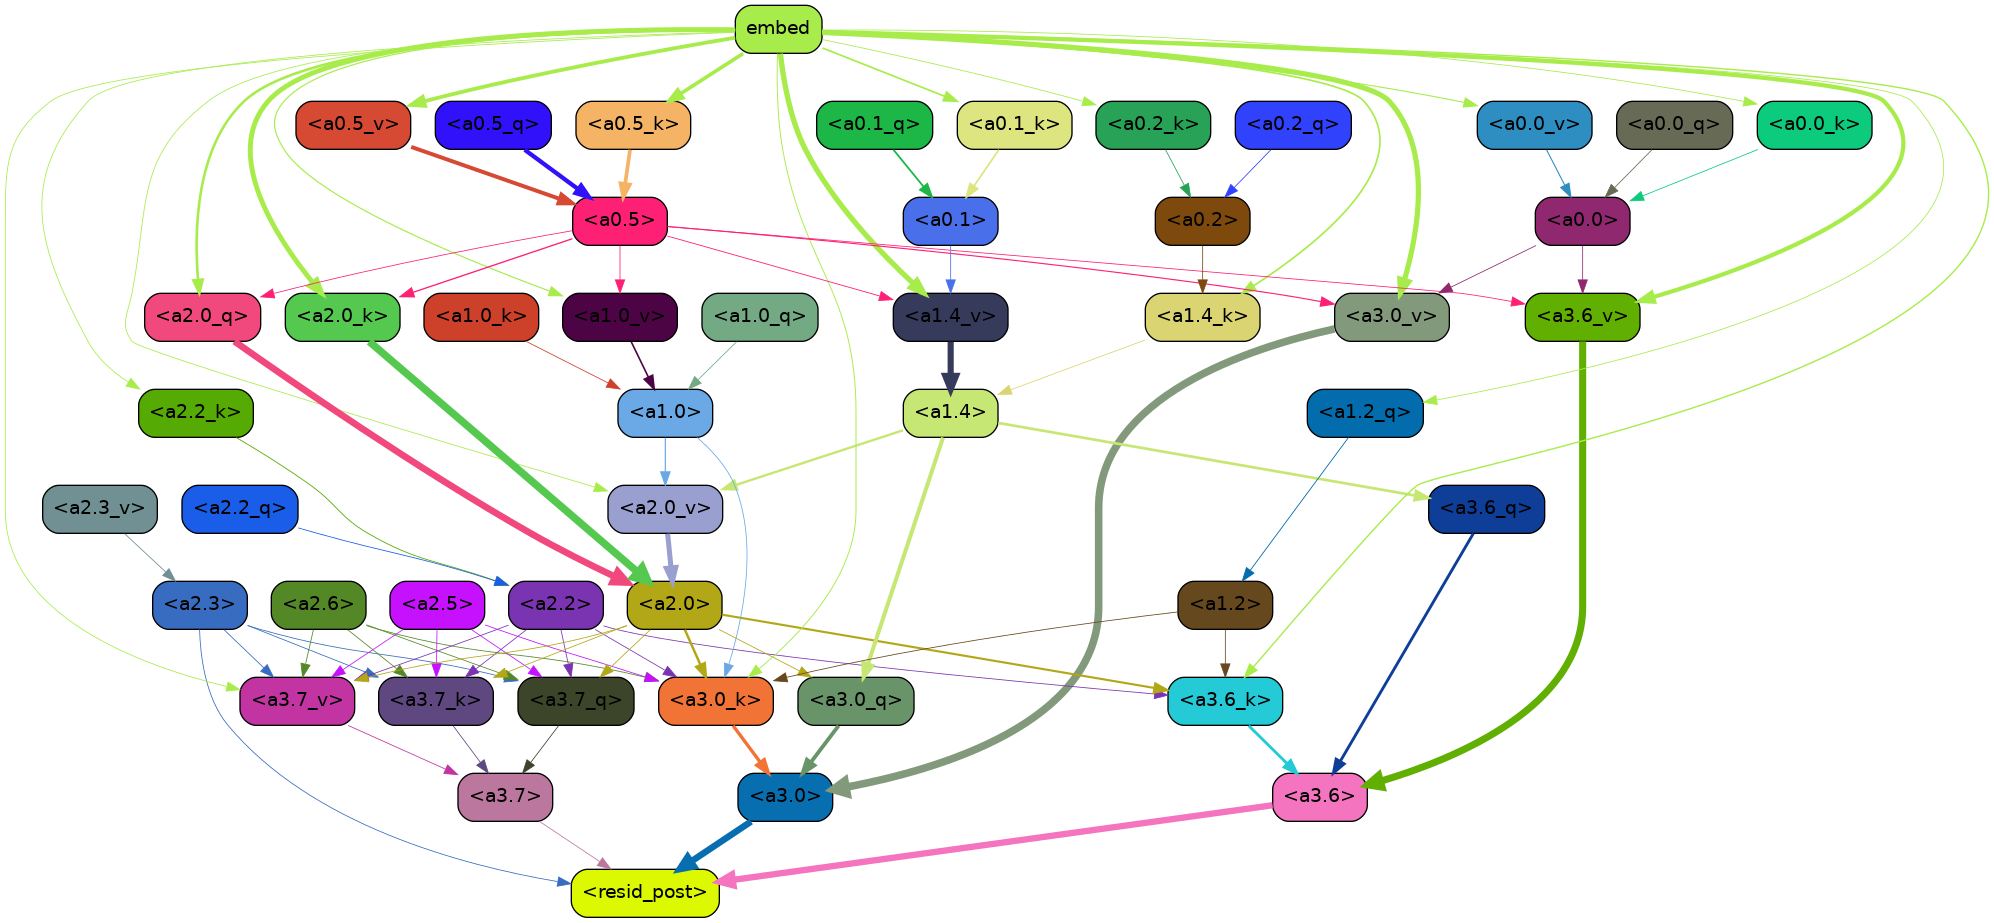 embed
<a0.5_v>
<a0.5_q>
<a0.5_k>
<a0.1_q>
<a0.1_k>
<a0.2_k>
<a0.2_q>
<a0.0_v>
<a0.0_q>
<a0.0_k>
<a0.5>
<a0.1>
<a0.2>
<a0.0>
<a2.0_q>
<a2.0_k>
<a1.0_k>
<a1.0_v>
<a1.0_q>
<a1.4_v>
<a1.4_k>
<a3.0_v>
<a3.6_v>
<a2.2_k>
<a1.0>
<a1.4>
<a1.2_q>
<a2.3_v>
<a2.2_q>
<a2.0_v>
<a3.6_q>
<a2.3>
<a2.6>
<a2.5>
<a2.2>
<a2.0>
<a1.2>
<a3.7_v>
<a3.7_k>
<a3.7_q>
<a3.0_k>
<a3.0_q>
<a3.6_k>
<a3.7>
<a3.0>
<a3.6>
<resid_post>